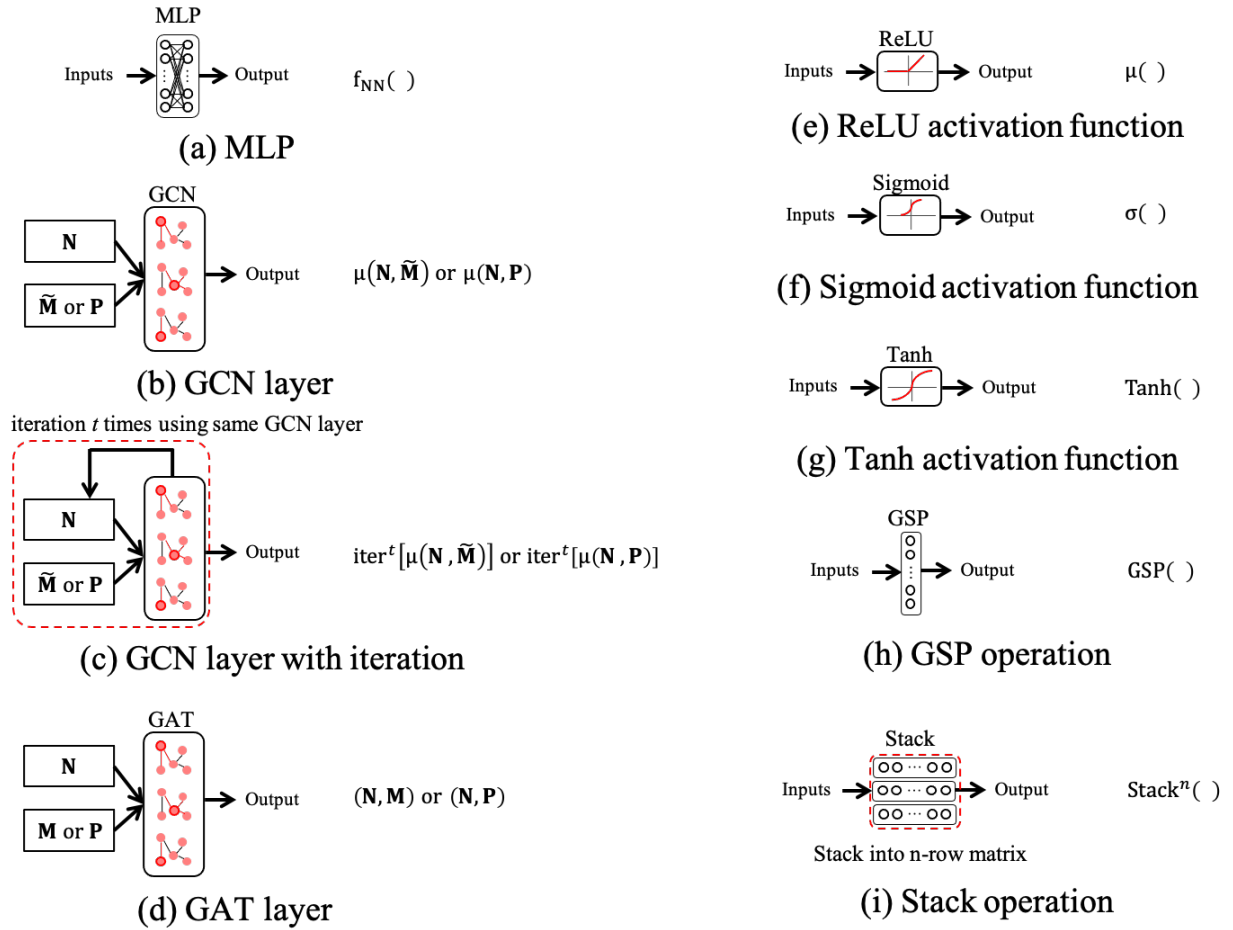 MLP
Inputs
Output
f_NN( )
(a) MLP
GCN
N
M̃ or P
Output
μ(N, M̃) or μ(N, P)
(b) GCN layer
iteration t times using same GCN layer
N
M̃ or P
Output
iter^t[μ(N , M̃)] or iter^t[μ(N , P)]
(c) GCN layer with iteration
GAT
N
M or P
Output
(N, M) or (N, P)
(d) GAT layer
ReLU
Inputs
Output
μ( )
(e) ReLU activation function
Sigmoid
Inputs
Output
σ( )
(f) Sigmoid activation function
Tanh
Inputs
Output
Tanh( )
(g) Tanh activation function
GSP
Inputs
Output
GSP( )
(h) GSP operation
Stack
Inputs
Output
Stack^n( )
Stack into n-row matrix
(i) Stack operation